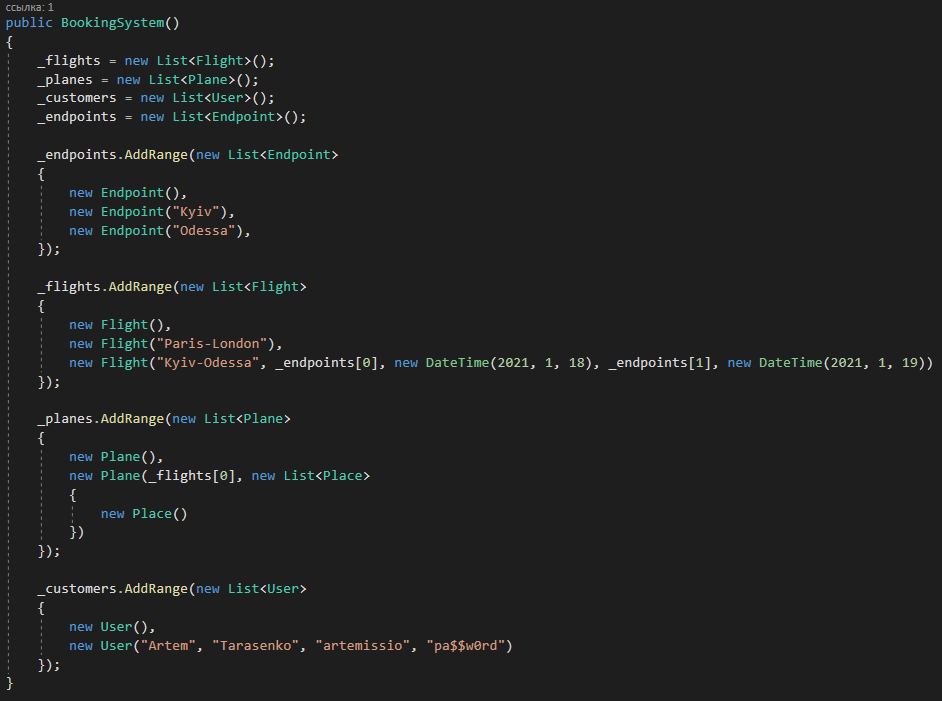 ссылка: 1
public BookingSystem()
{
    _flights = new List<Flight>();
    _planes = new List<Plane>();
    _customers = new List<User>();
    _endpoints = new List<Endpoint>();

    _endpoints.AddRange(new List<Endpoint>
    {
        new Endpoint(),
        new Endpoint("Kyiv"),
        new Endpoint("Odessa"),
    });

    _flights.AddRange(new List<Flight>
    {
        new Flight(),
        new Flight("Paris-London"),
        new Flight("Kyiv-Odessa", _endpoints[0], new DateTime(2021, 1, 18), _endpoints[1], new DateTime(2021, 1, 19))
    });

    _planes.AddRange(new List<Plane>
    {
        new Plane(),
        new Plane(_flights[0], new List<Place>
        {
            new Place()
        })
    });

    _customers.AddRange(new List<User>
    {
        new User(),
        new User("Artem", "Tarasenko", "artemissio", "pa$$w0rd")
    });
}